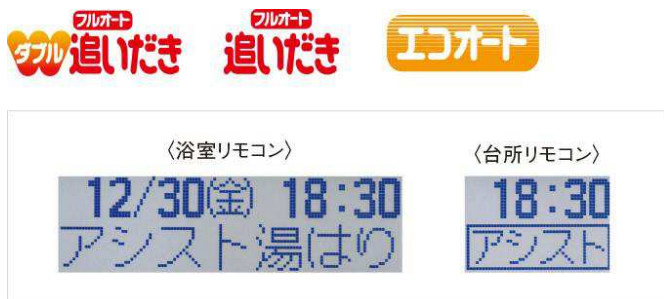 フルオート
ダブル追いだき
フルオート
追いだき
エコオート
〈浴室リモコン〉
12/30㈮ 18:30
アシスト湯はり
〈台所リモコン〉
18:30
アシスト